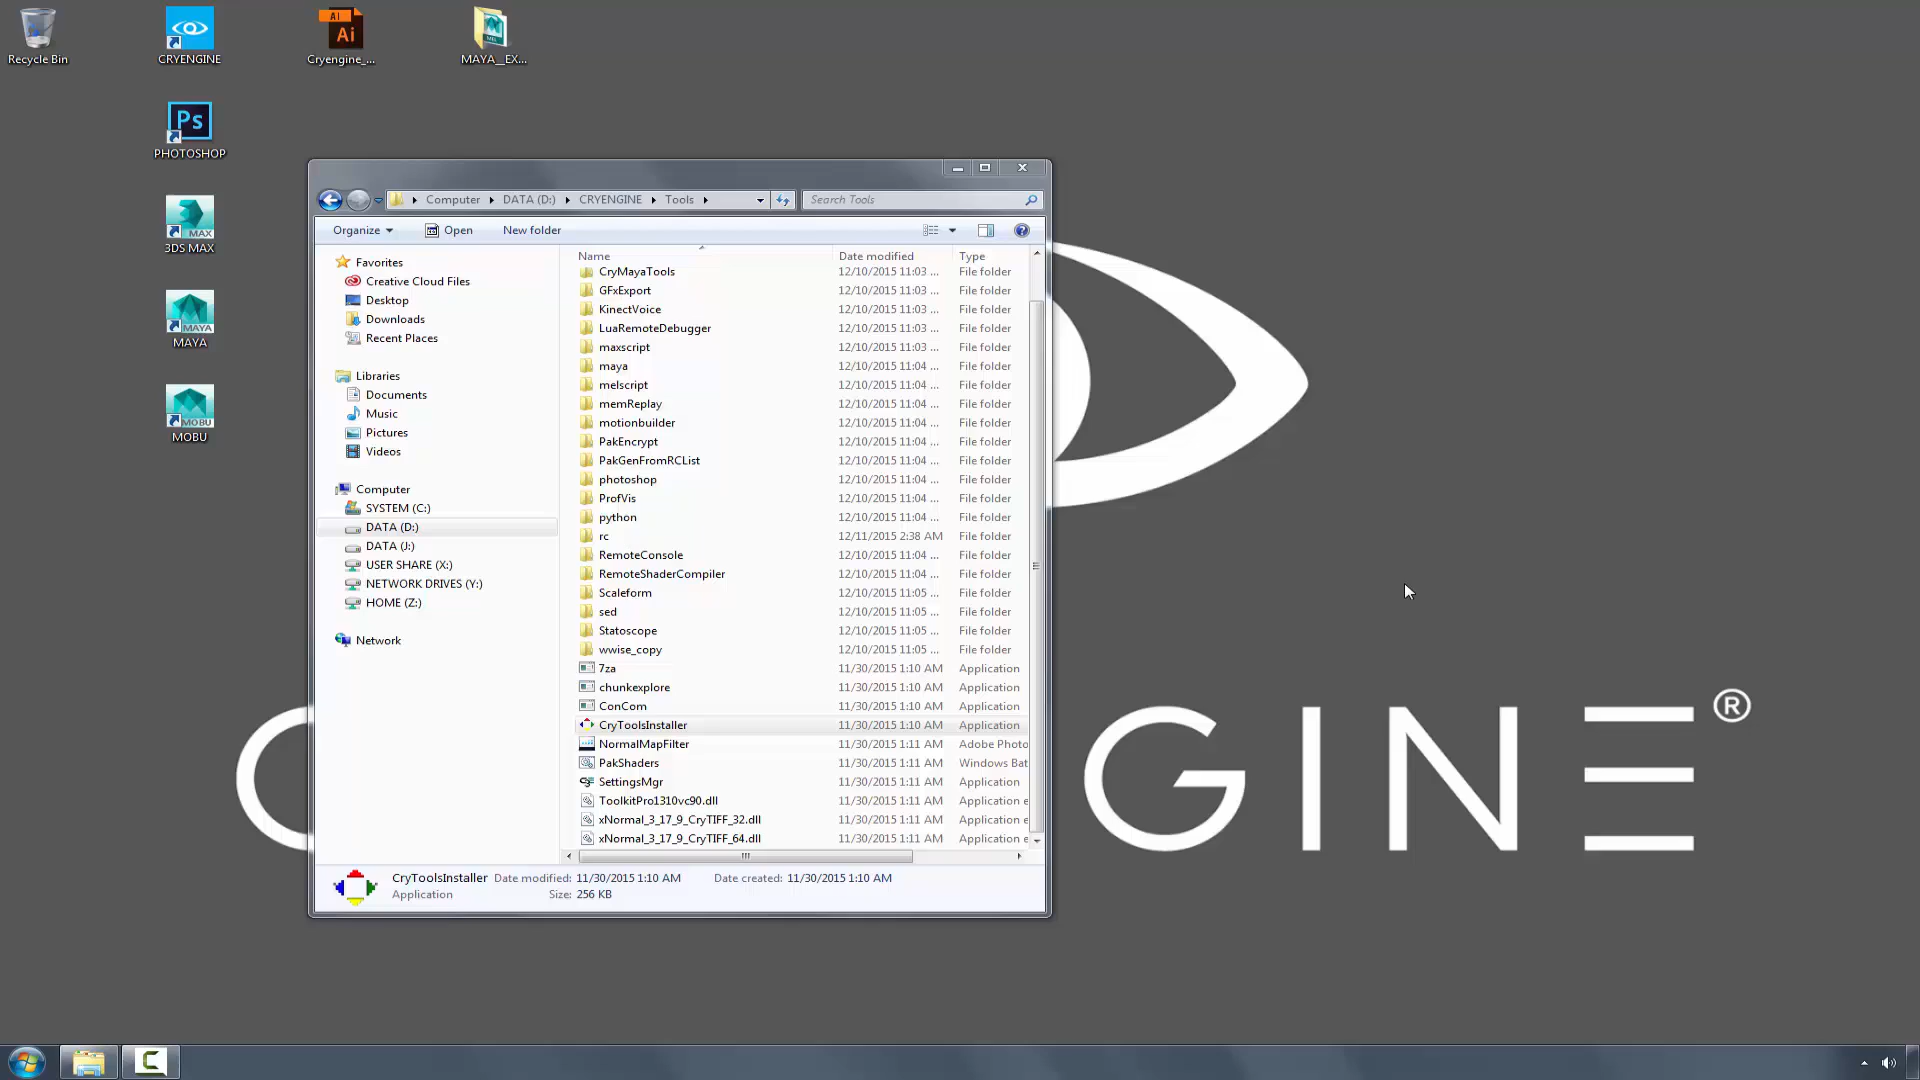 Recycle Bin
CRYENGINE
Ai
Ai
Cryengine_...
MEL
MAYA__EX...
Ps
PHOTOSHOP
MAX
3DS MAX
MAYA
MAYA
MOBU
MOBU
Computer DATA (D:) CRYENGINE Tools
Search Tools
Organize Open New folder
Name Date modified Type
Favorites
Creative Cloud Files
Desktop
Downloads
Recent Places
Libraries
Documents
Music
Pictures
Videos
Computer
SYSTEM (C:)
DATA (D:)
DATA (J:)
USER SHARE (X:)
NETWORK DRIVES (Y:)
HOME (Z:)
Network
CryMayaTools 12/10/2015 11:03 ... File folder
GFxExport 12/10/2015 11:03 ... File folder
KinectVoice 12/10/2015 11:03 ... File folder
LuaRemoteDebugger 12/10/2015 11:03 ... File folder
maxscript 12/10/2015 11:03 ... File folder
maya 12/10/2015 11:04 ... File folder
melscript 12/10/2015 11:04 ... File folder
memReplay 12/10/2015 11:04 ... File folder
motionbuilder 12/10/2015 11:04 ... File folder
PakEncrypt 12/10/2015 11:04 ... File folder
PakGenFromRCList 12/10/2015 11:04 ... File folder
photoshop 12/10/2015 11:04 ... File folder
ProfVis 12/10/2015 11:04 ... File folder
python 12/10/2015 11:04 ... File folder
rc 12/11/2015 2:38 AM File folder
RemoteConsole 12/10/2015 11:04 ... File folder
RemoteShaderCompiler 12/10/2015 11:04 ... File folder
Scaleform 12/10/2015 11:05 ... File folder
sed 12/10/2015 11:05 ... File folder
Statoscope 12/10/2015 11:05 ... File folder
wwise_copy 12/10/2015 11:05 ... File folder
7za 11/30/2015 1:10 AM Application
chunkexplore 11/30/2015 1:10 AM Application
ConCom 11/30/2015 1:10 AM Application
CryToolsInstaller 11/30/2015 1:10 AM Application
NormalMapFilter 11/30/2015 1:11 AM Adobe Photo
PakShaders 11/30/2015 1:11 AM Windows Bat
SettingsMgr 11/30/2015 1:11 AM Application
ToolkitPro1310vc90.dll 11/30/2015 1:11 AM Application e
xNormal_3_17_9_CryTIFF_32.dll 11/30/2015 1:11 AM Application e
xNormal_3_17_9_CryTIFF_64.dll 11/30/2015 1:11 AM Application e
CryToolsInstaller Date modified: 11/30/2015 1:10 AM Date created: 11/30/2015 1:10 AM
Application Size: 256 KB
C GINE ®